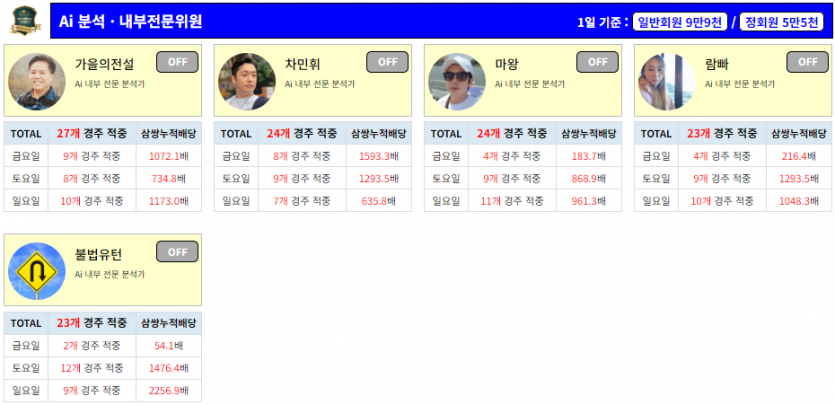 Ai 분석 · 내부전문위원
1일 기준 : 일반회원 9만9천 / 정회원 5만5천
가을의전설 OFF
Ai 내부 전문 분석가
TOTAL 27개 경주 적중 삼쌍누적배당
금요일 9개 경주 적중 1072.1배
토요일 8개 경주 적중 734.8배
일요일 10개 경주 적중 1173.0배
차민휘 OFF
Ai 내부 전문 분석가
TOTAL 24개 경주 적중 삼쌍누적배당
금요일 8개 경주 적중 1593.3배
토요일 9개 경주 적중 1293.5배
일요일 7개 경주 적중 635.8배
마왕 OFF
Ai 내부 전문 분석가
TOTAL 24개 경주 적중 삼쌍누적배당
금요일 4개 경주 적중 183.7배
토요일 9개 경주 적중 868.9배
일요일 11개 경주 적중 961.3배
람빠 OFF
Ai 내부 전문 분석가
TOTAL 23개 경주 적중 삼쌍누적배당
금요일 4개 경주 적중 216.4배
토요일 9개 경주 적중 1293.5배
일요일 10개 경주 적중 1048.3배
불법유턴 OFF
Ai 내부 전문 분석가
TOTAL 23개 경주 적중 삼쌍누적배당
금요일 2개 경주 적중 54.1배
토요일 12개 경주 적중 1476.4배
일요일 9개 경주 적중 2256.9배